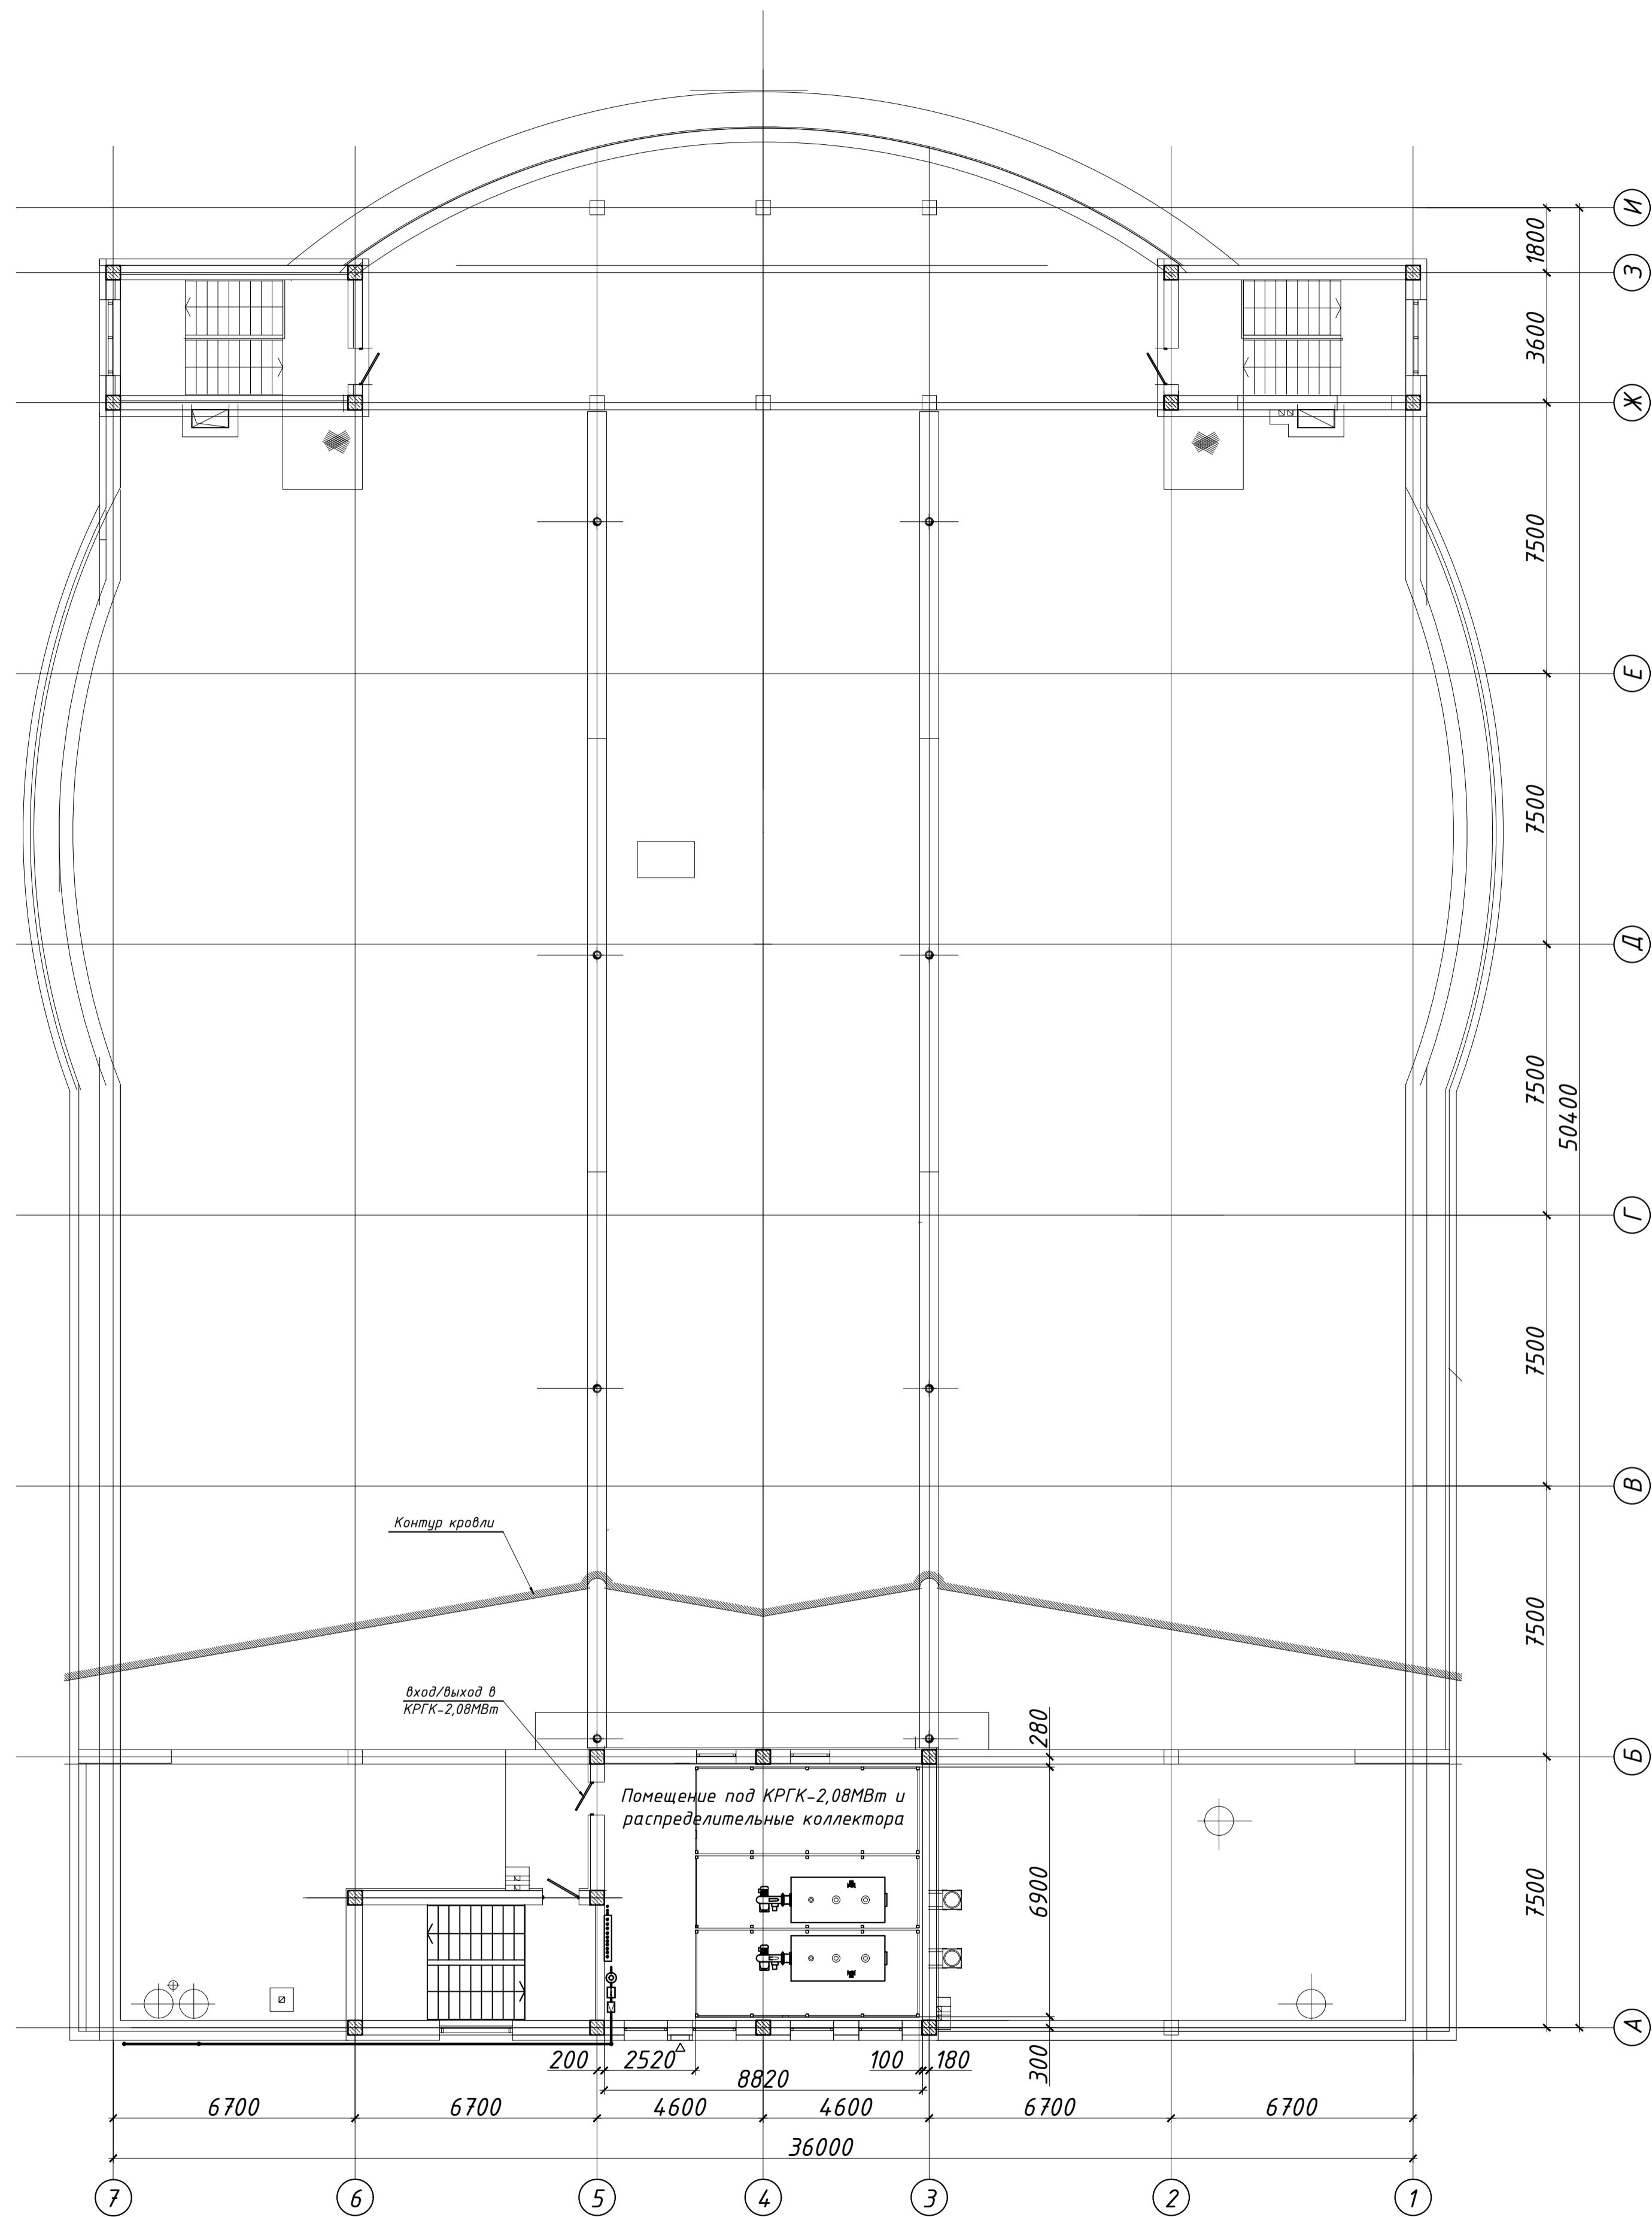 И
1800
З
3600
Ж
7500
Е
7500
Д
7500
50400
Г
7500
В
Контур кровли
7500
вход/выход в
КРГК-2,08МВт
280
Б
Помещение под КРГК-2,08МВт и
распределительные коллектора
6900
7500
А
300
200
2520
100
180
8820
6700
6700
4600
4600
6700
6700
36000
7
6
5
4
3
2
1